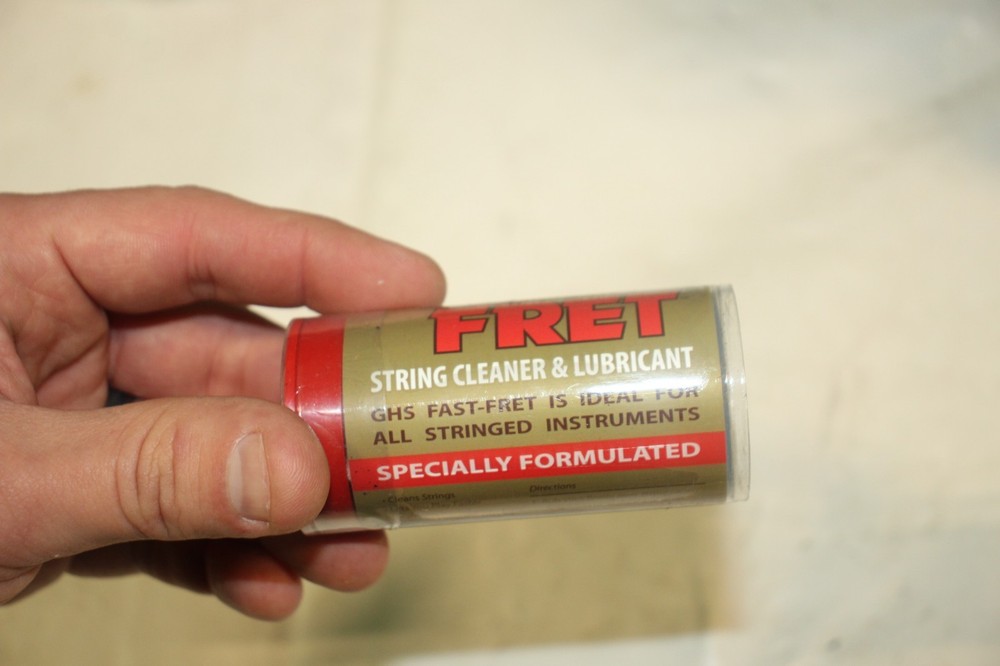 FRET
STRING CLEANER & LUBRICANT
GHS FAST-FRET IS IDEAL FOR
ALL STRINGED INSTRUMENTS
SPECIALLY FORMULATED
Cleans Strings
Directions